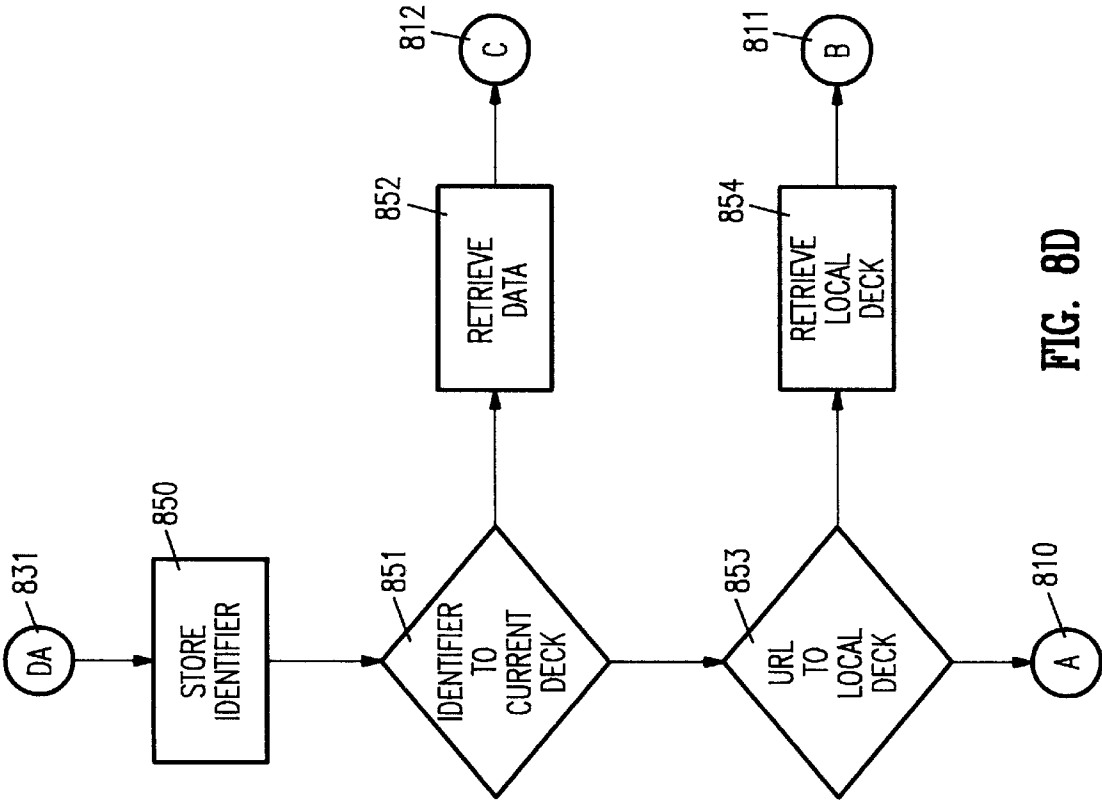 DA
831
STORE
IDENTIFIER
850
IDENTIFIER
TO
CURRENT
DECK
851
RETRIEVE
DATA
852
C
812
URL
TO
LOCAL
DECK
853
RETRIEVE
LOCAL
DECK
854
B
811
A
810
FIG. 8D